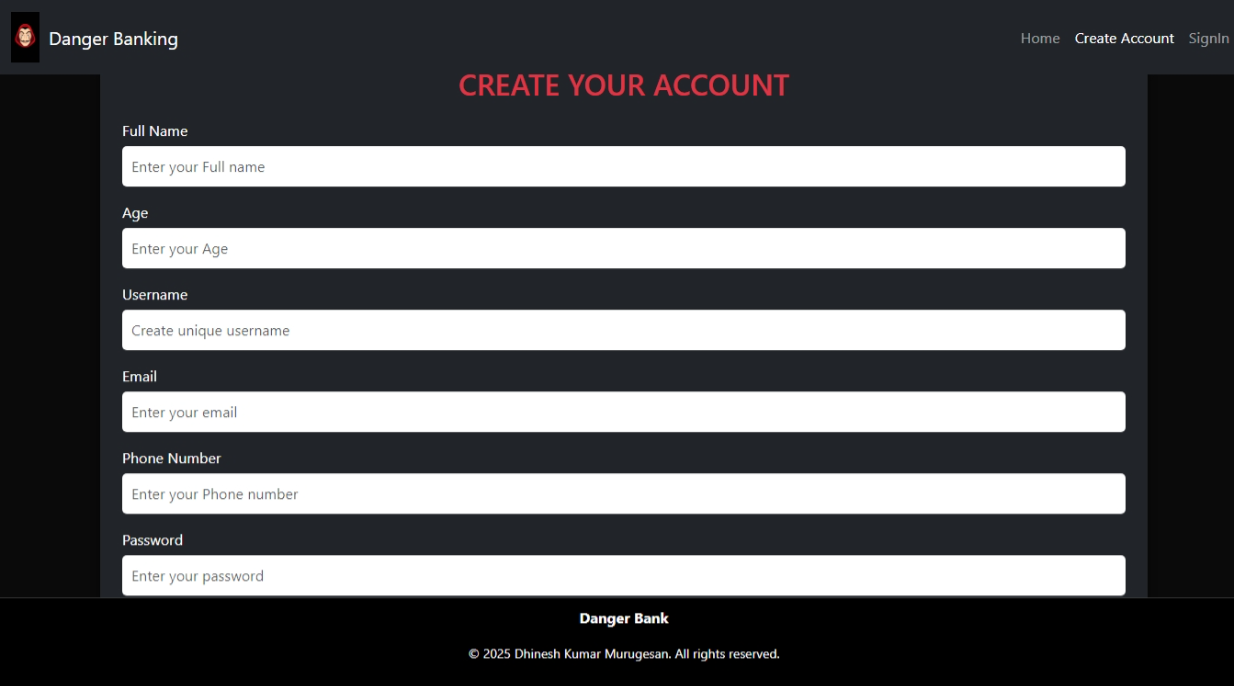 Danger Banking
Home Create Account SignIn
CREATE YOUR ACCOUNT
Full Name
Enter your Full name
Age
Enter your Age
Username
Create unique username
Email
Enter your email
Phone Number
Enter your Phone number
Password
Enter your password
Danger Bank
© 2025 Dhinesh Kumar Murugesan. All rights reserved.